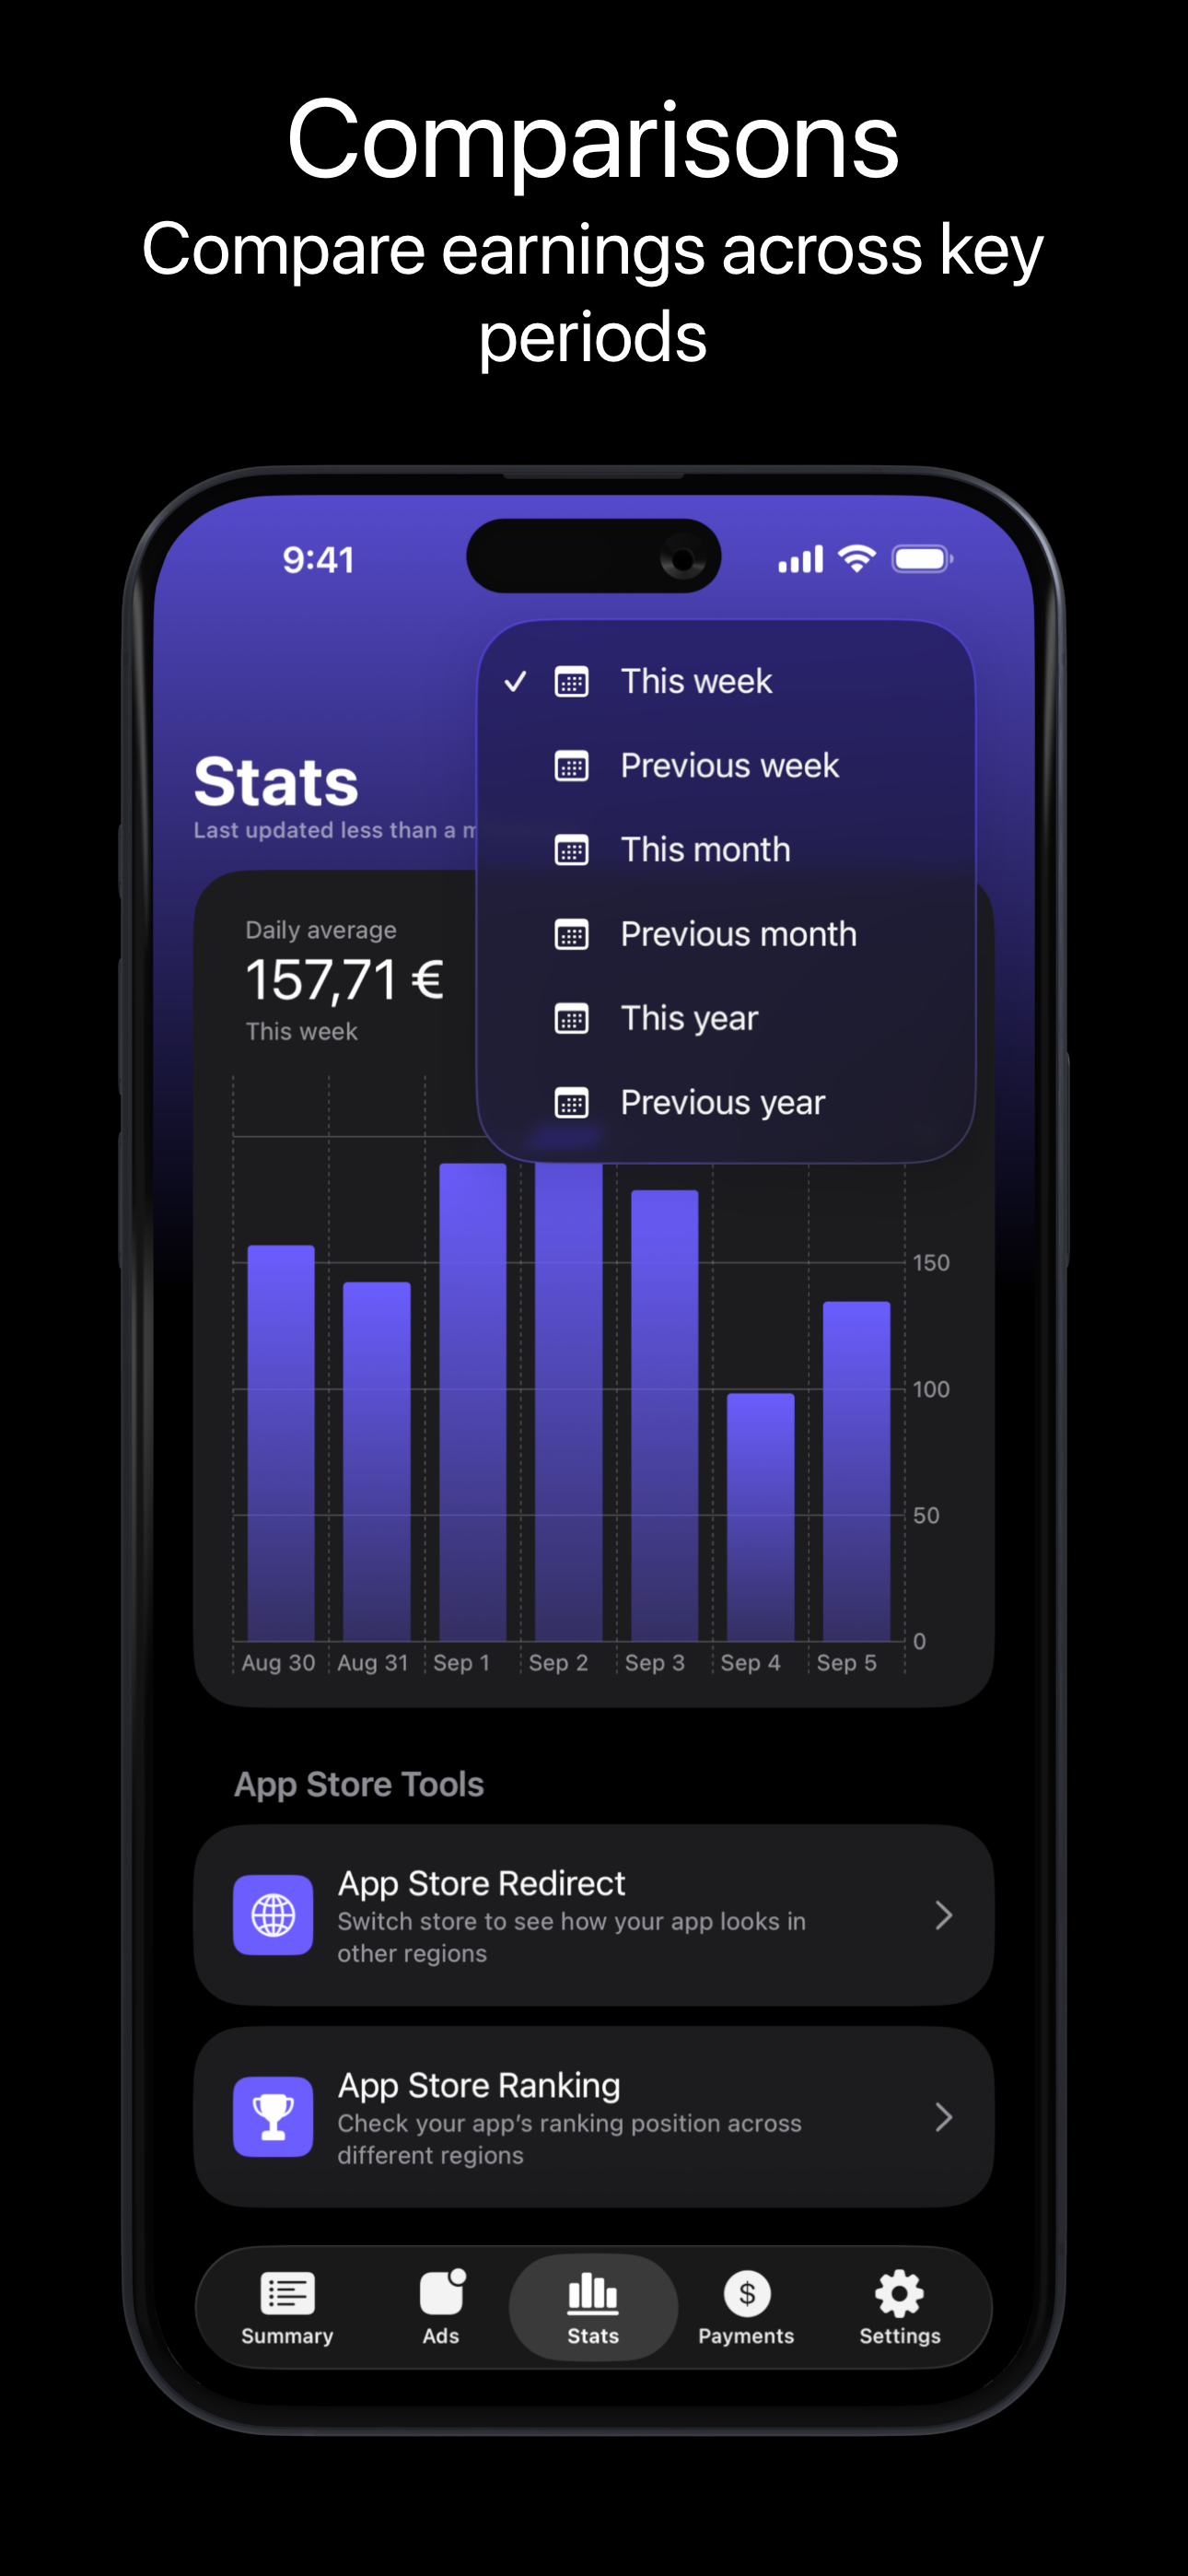 Comparisons
Compare earnings across key
periods
9:41
This week
Previous week
This month
Previous month
This year
Previous year
Stats
Last updated less than a
Daily average
157,71 €
This week
150
100
50
0
Aug 30 Aug 31 Sep 1 Sep 2 Sep 3 Sep 4 Sep 5
App Store Tools
App Store Redirect
Switch store to see how your app looks in
other regions
App Store Ranking
Check your app’s ranking position across
different regions
$
Summary Ads Stats Payments Settings